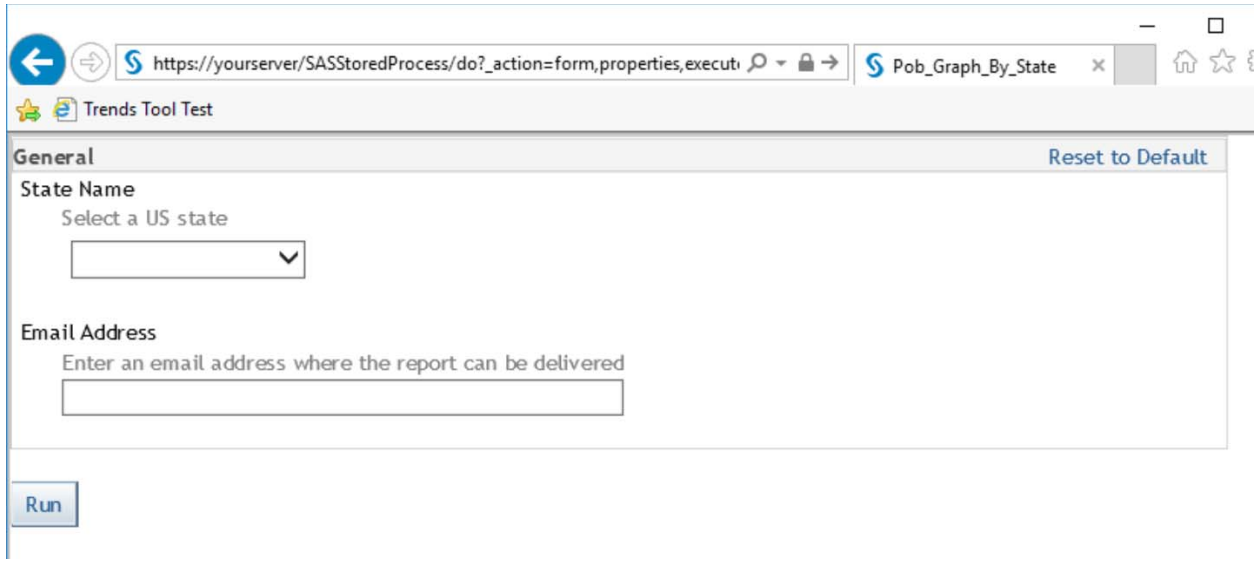 https://yourserver/SASStoredProcess/do?_action=form,properties,execut
Pob_Graph_By_State
Trends Tool Test
General
Reset to Default
State Name
Select a US state
Email Address
Enter an email address where the report can be delivered
Run